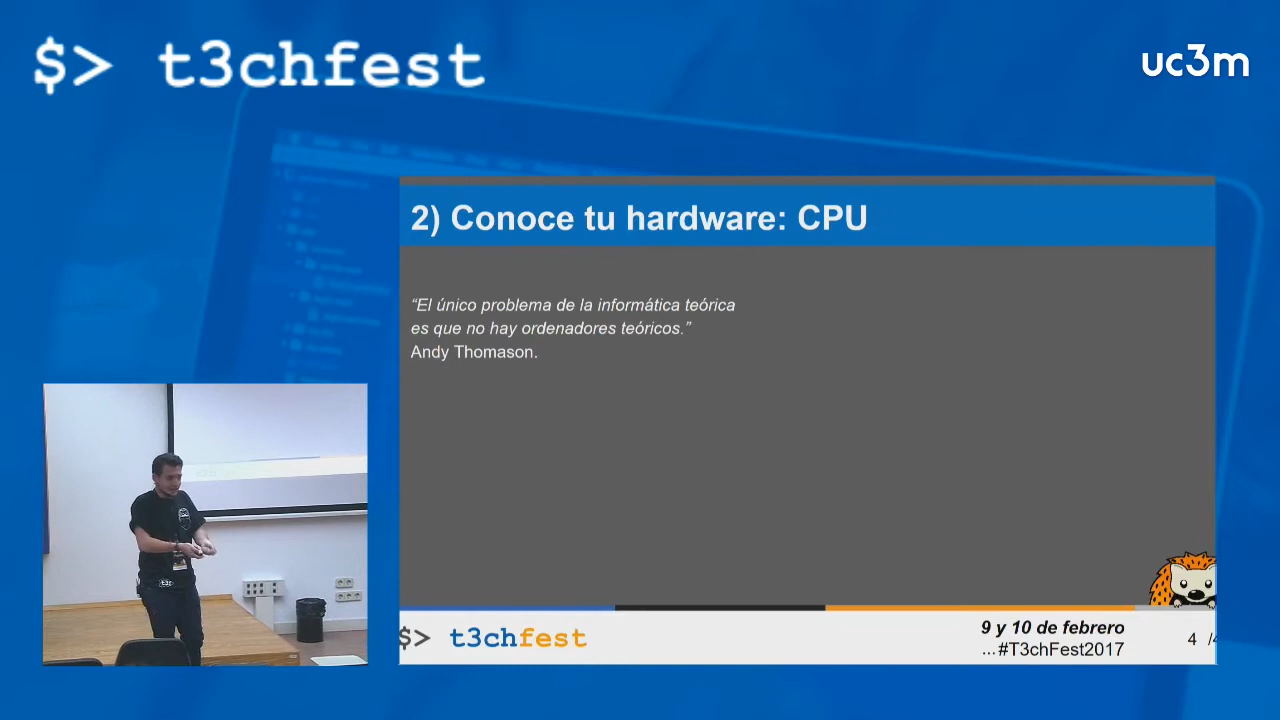 $> t3chfest
uc3m
2) Conoce tu hardware: CPU
“El único problema de la informática teórica
es que no hay ordenadores teóricos.”
Andy Thomason.
$> t3chfest
9 y 10 de febrero
...#T3chFest2017
4 /4